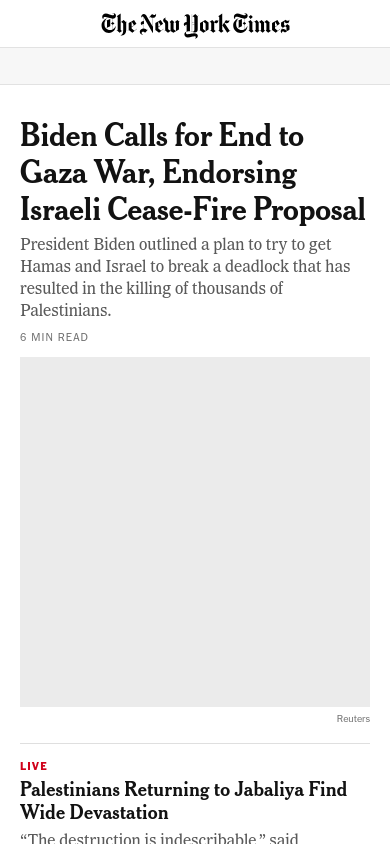 The New York Times
Biden Calls for End to
Gaza War, Endorsing
Israeli Cease-Fire Proposal
President Biden outlined a plan to try to get
Hamas and Israel to break a deadlock that has
resulted in the killing of thousands of
Palestinians.
6 MIN READ
Reuters
LIVE
Palestinians Returning to Jabaliya Find
Wide Devastation
“The destruction is indescribable,” said